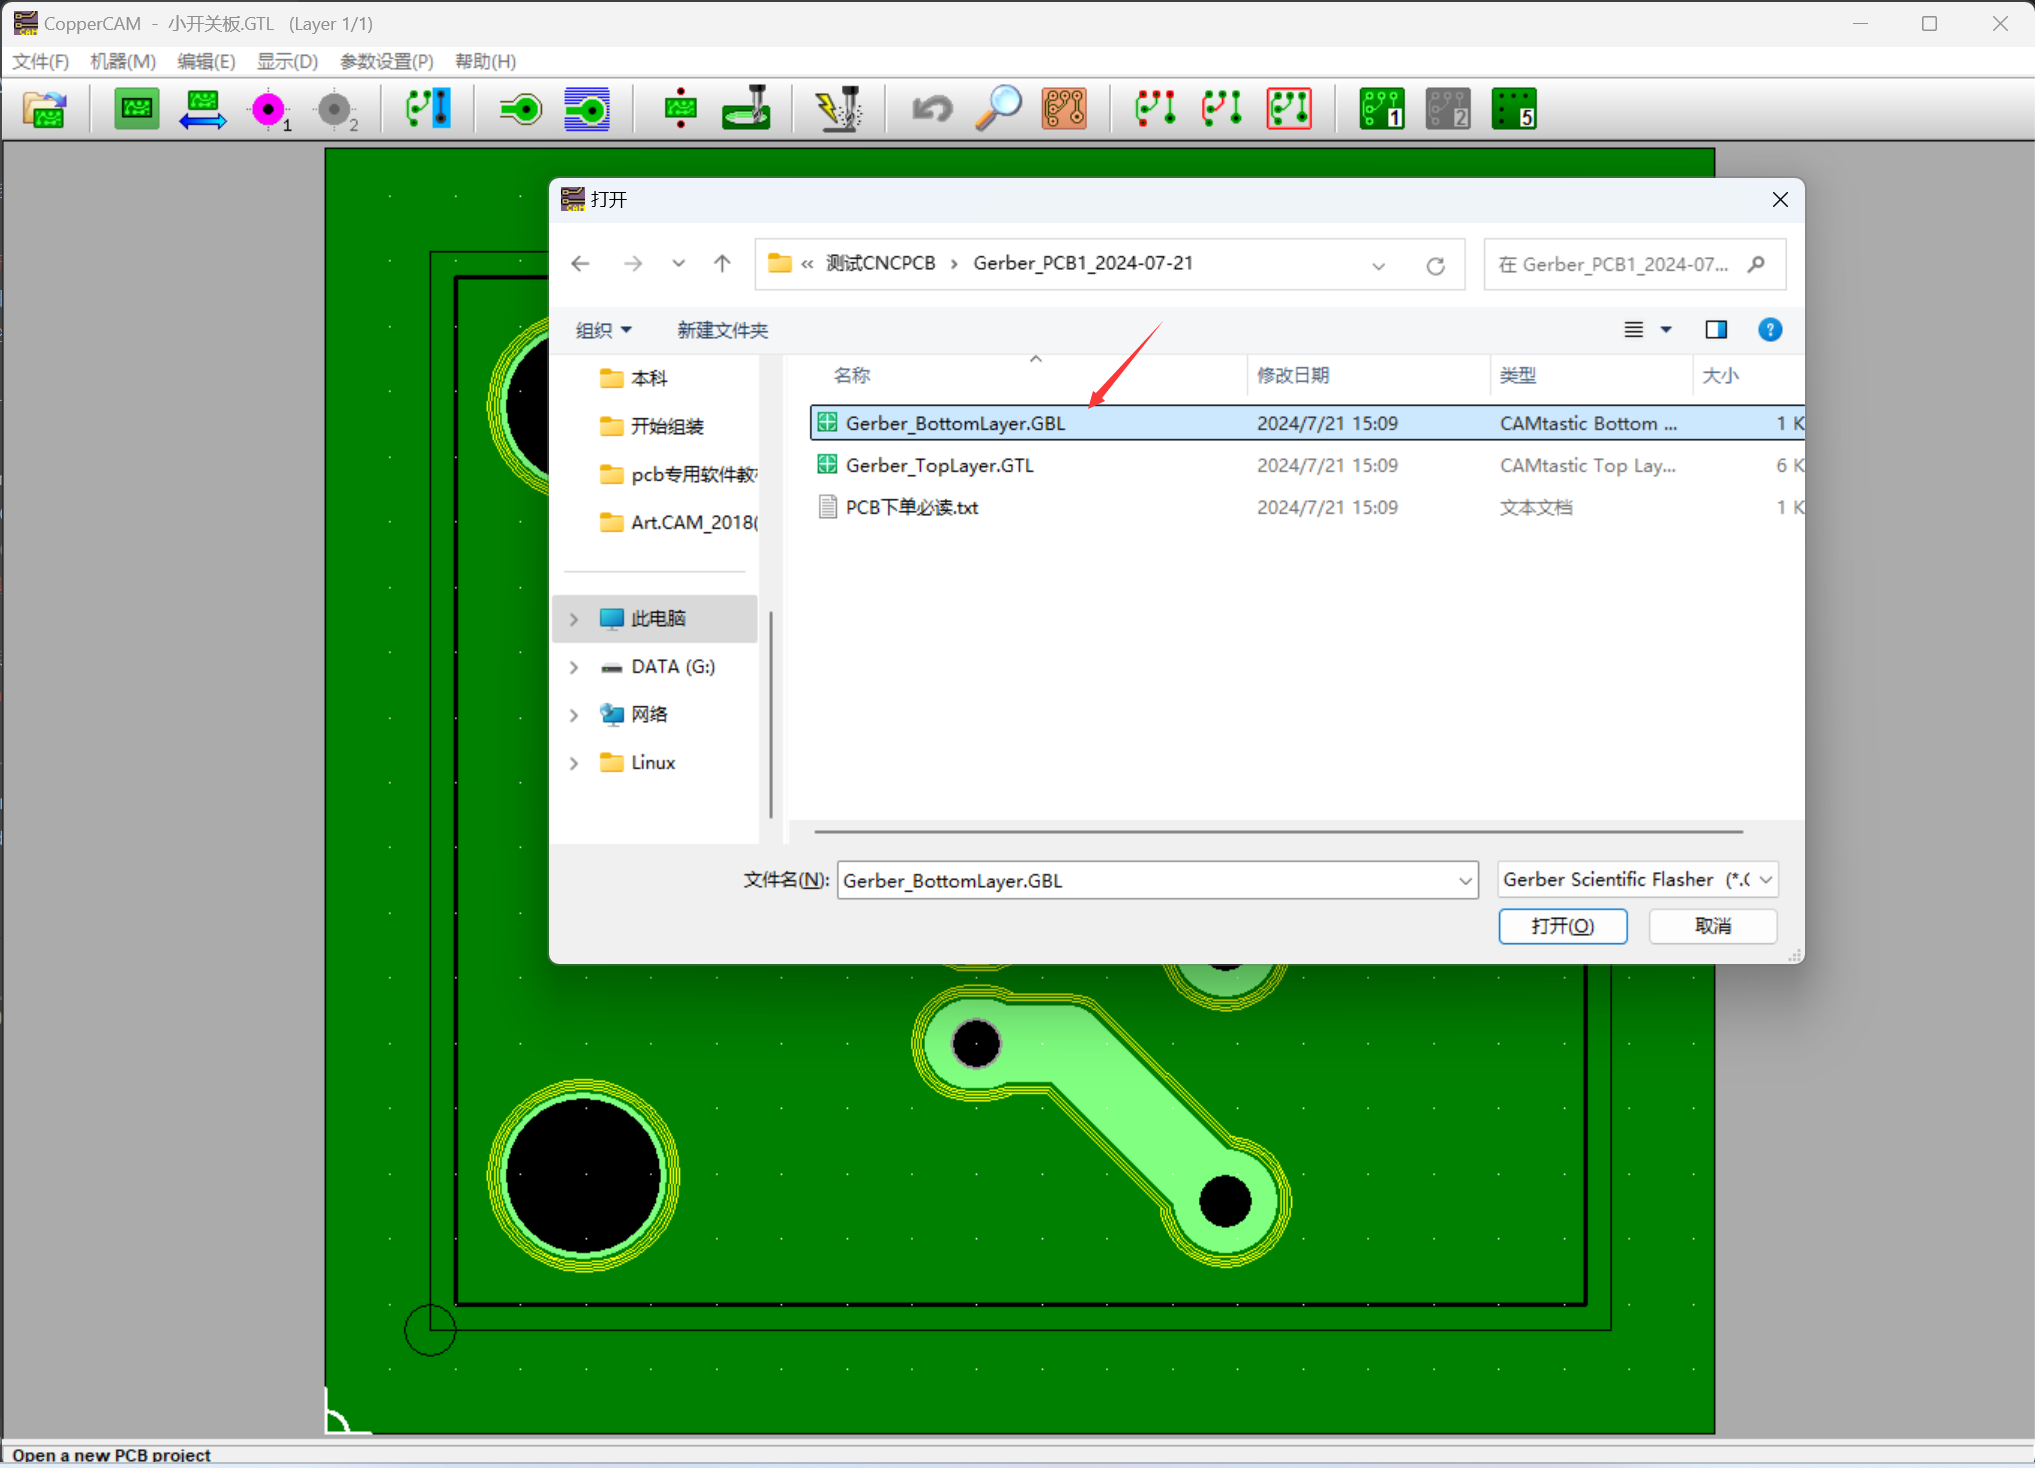 CopperCAM - 小开关板.GTL (Layer 1/1)
文件(F) 机器(M) 编辑(E) 显示(D) 参数设置(P) 帮助(H)
1 2 1 2 5
打开
« 测试CNCPCB › Gerber_PCB1_2024-07-21
在 Gerber_PCB1_2024-07...
组织 新建文件夹
名称 修改日期 类型 大小
本科
开始组装
pcb专用软件教
Art.CAM_2018(
此电脑
DATA (G:)
网络
Linux
Gerber_BottomLayer.GBL 2024/7/21 15:09 CAMtastic Bottom ... 1 K
Gerber_TopLayer.GTL 2024/7/21 15:09 CAMtastic Top Lay... 6 K
PCB下单必读.txt 2024/7/21 15:09 文本文档 1 K
文件名(N): Gerber_BottomLayer.GBL
Gerber Scientific Flasher (*.(
打开(O) 取消
Open a new PCB project